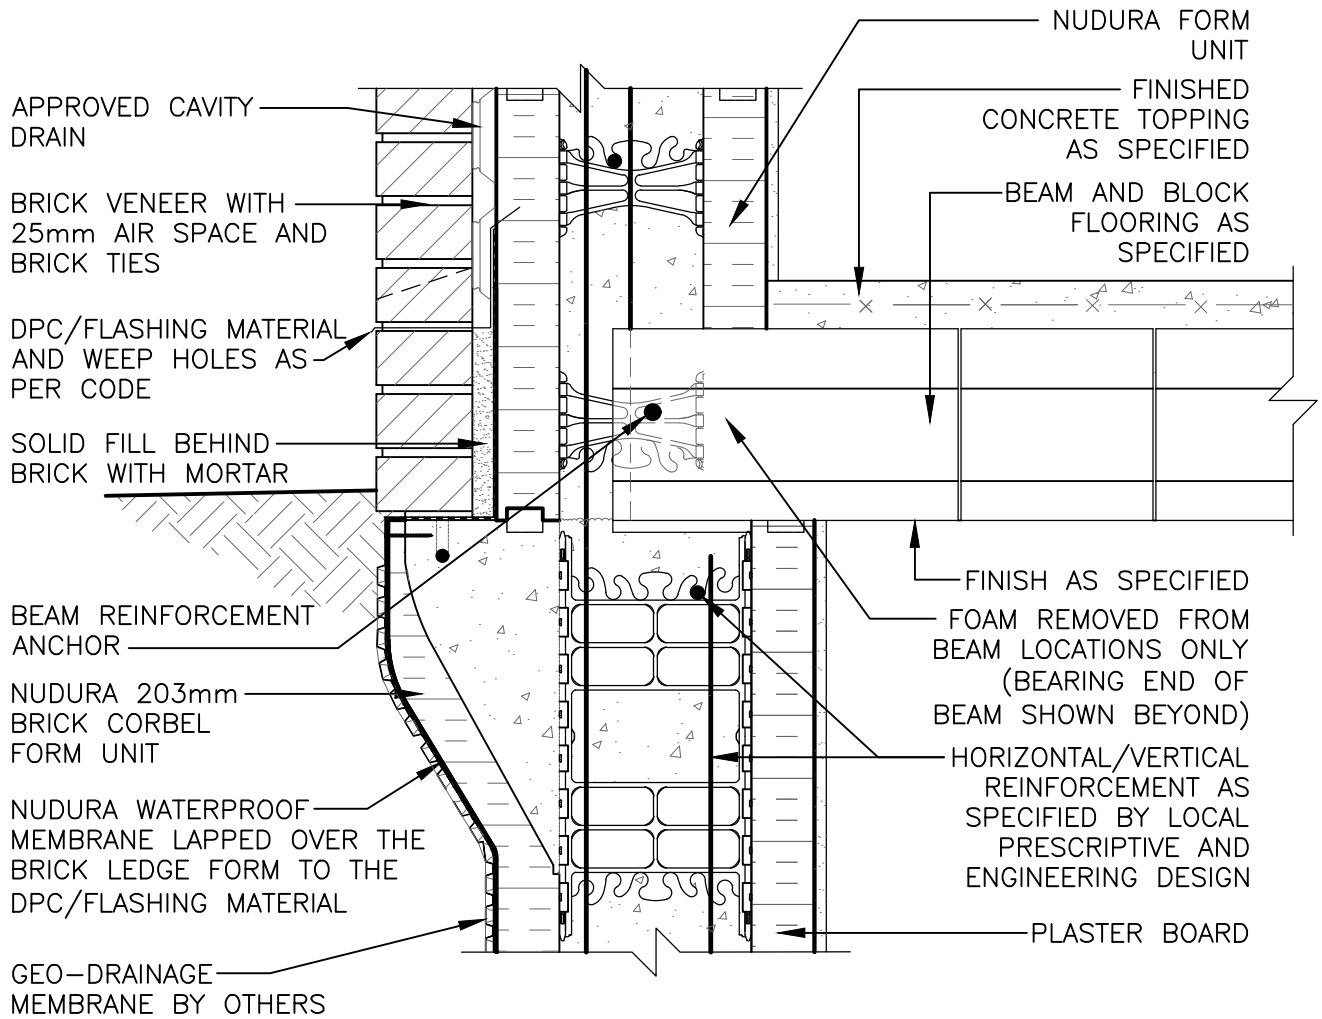 APPROVED CAVITY
DRAIN
BRICK VENEER WITH
25mm AIR SPACE AND
BRICK TIES
DPC/FLASHING MATERIAL
AND WEEP HOLES AS
PER CODE
SOLID FILL BEHIND
BRICK WITH MORTAR
BEAM REINFORCEMENT
ANCHOR
NUDURA 203mm
BRICK CORBEL
FORM UNIT
NUDURA WATERPROOF
MEMBRANE LAPPED OVER THE
BRICK LEDGE FORM TO THE
DPC/FLASHING MATERIAL
GEO-DRAINAGE
MEMBRANE BY OTHERS
NUDURA FORM
UNIT
FINISHED
CONCRETE TOPPING
AS SPECIFIED
BEAM AND BLOCK
FLOORING AS
SPECIFIED
FINISH AS SPECIFIED
FOAM REMOVED FROM
BEAM LOCATIONS ONLY
(BEARING END OF
BEAM SHOWN BEYOND)
HORIZONTAL/VERTICAL
REINFORCEMENT AS
SPECIFIED BY LOCAL
PRESCRIPTIVE AND
ENGINEERING DESIGN
PLASTER BOARD